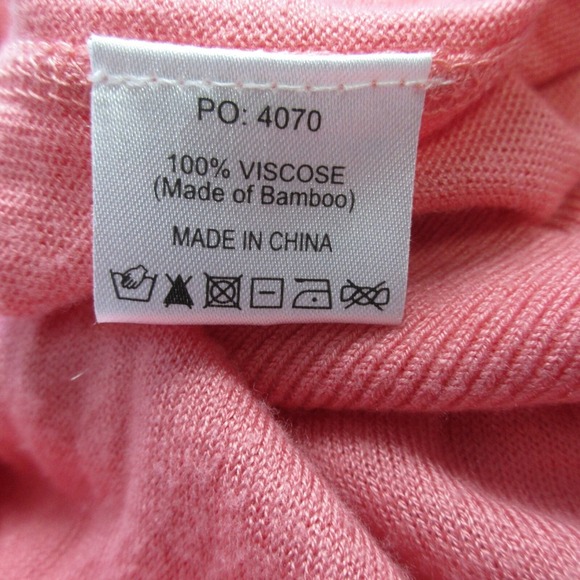 PO: 4070
100% VISCOSE
(Made of Bamboo)
MADE IN CHINA